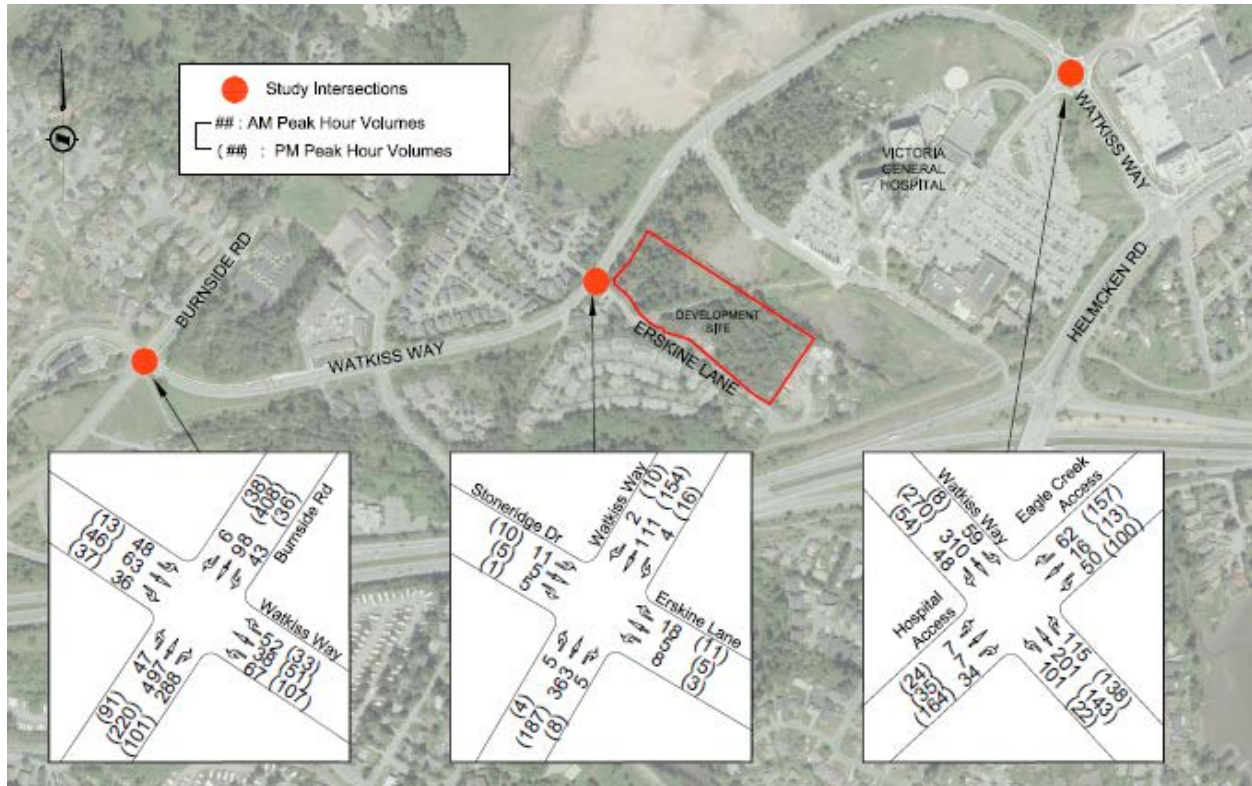 Study Intersections
## : AM Peak Hour Volumes
(##) : PM Peak Hour Volumes
VICTORIA
GENERAL
HOSPITAL
WATKISS WAY
HELMCKEN RD
BURNSIDE RD
WATKISS WAY
DEVELOPMENT
SITE
ERSKINE LANE
(13) 48
(46) 63
(37) 36
6 (38)
98 (408)
43 (36)
Burnside Rd
Watkiss Way
52 (33)
38 (51)
67 (107)
(91) 47
(220) 497
(101) 288
Stoneridge Dr
(10) 11
(5) 5
(1) 5
Watkiss Way
2 (10)
111 (154)
4 (16)
Erskine Lane
18 (11)
5 (5)
8 (3)
(4) 5
(187) 363
(8) 5
Watkiss Way
(8) 59
(270) 310
(54) 48
Eagle Creek
Access
62 (157)
16 (13)
50 (100)
Hospital
Access
(24) 7
(35) 7
(164) 34
115 (138)
201 (143)
101 (22)